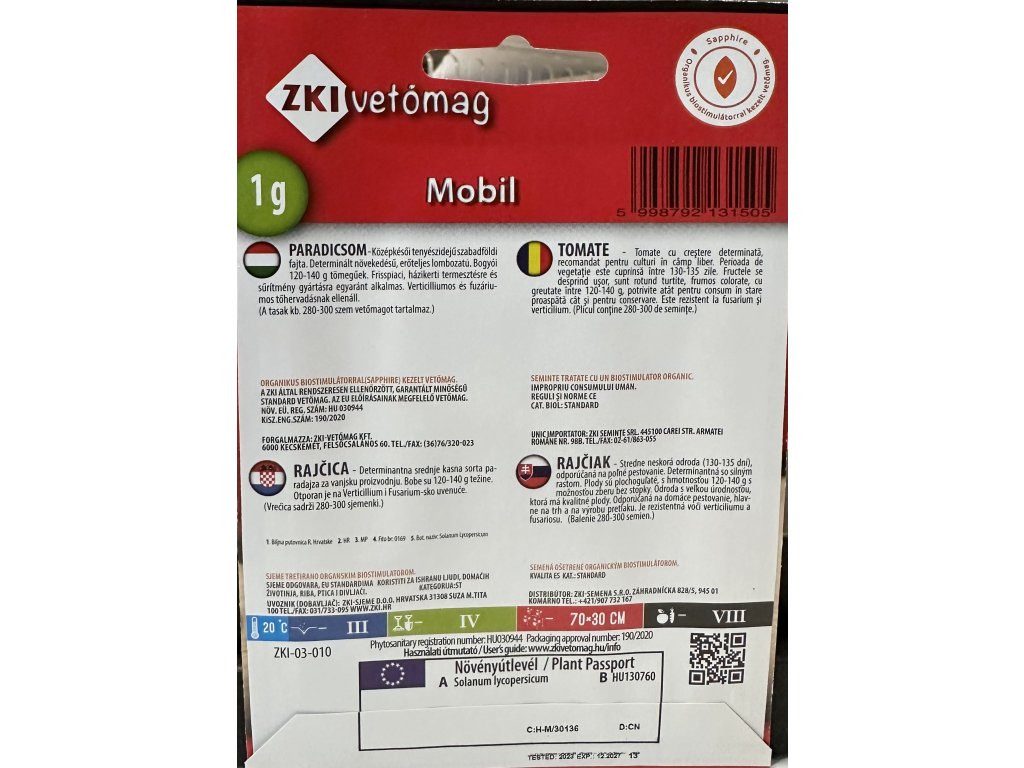 ZKI vetőmag
Sapphire
Organikus biostimulátorral kezelt vetőmag
1 g
Mobil
5 998792 131505
PARADICSOM -Középkésői tenyészidejű szabadföldi
fajta. Determinált növekedésű, erőteljes lombozatú. Bogyói
120-140 g tömegűek. Frisspiaci, házikerti termesztésre és
sűrítmény gyártásra egyaránt alkalmas. Verticilliumos és fuzáriu-
mos tőhervadásnak ellenáll.
(A tasak kb. 280-300 szem vetőmagot tartalmaz.)
ORGANIKUS BIOSTIMULÁTORRAL(SAPPHIRE) KEZELT VETŐMAG.
A ZKI ÁLTAL RENDSZERESEN ELLENŐRZÖTT, GARANTÁLT MINŐSÉGŰ
STANDARD VETŐMAG. AZ EU ELŐÍRÁSAINAK MEGFELELŐ VETŐMAG.
NÖV. EÜ. REG. SZÁM: HU 030944
KISZ.ENG.SZÁM: 190/2020
FORGALMAZZA: ZKI-VETŐMAG KFT.
6000 KECSKEMÉT, FELSŐCSALÁNOS 60. TEL./FAX: (36)76/320-023
TOMATE - Tomate cu creștere determinată,
recomandat pentru culturi în câmp liber. Perioada de
vegetație este cuprinsă între 130-135 zile. Fructele se
desprind ușor, sunt rotund turtite, frumos colorate, cu
greutate între 120-140 g, potrivite atât pentru consum în stare
proaspătă cât și pentru conservare. Este rezistent la fusarium și
verticilium. (Plicul conține 280-300 de semințe.)
SEMINTE TRATATE CU UN BIOSTIMULATOR ORGANIC.
IMPROPRIU CONSUMULUI UMAN.
REGULI ȘI NORME CE
CAT. BIOL: STANDARD
UNIC IMPORTATOR: ZKI SEMINȚE SRL. 445100 CAREI STR. ARMATEI
ROMÂNE NR. 98B. TEL./FAX: 02-61/863-055
RAJČICA - Determinantna srednje kasna sorta pa-
radajza za vanjsku proizvodnju. Bobe su 120-140 g težine.
Otporan je na Verticillium i Fusarium-sko uvenuće.
(Vrećica sadrži 280-300 sjemenki.)
1. Biljna putovnica R. Hrvatske 2. HR 3. MP 4. Fito br: 0169 5. Bot. naziv: Solanum Lycopersicum
SJEME TRETIRANO ORGANSKIM BIOSTIMULATOROM.
SJEME ODGOVARA, EU STANDARDIMA KORISTITI ZA ISHRANU LJUDI, DOMAĆIH
ŽIVOTINJA, RIBA, PTICA I DIVLJAČI. KATEGORIJA:ST
UVOZNIK (DOBAVLJAČ): ZKI-SJEME D.O.O. HRVATSKA 31308 SUZA M.TITA
100 TEL./FAX: 031/733-095 WWW.ZKI.HR
RAJČIAK - Stredne neskorá odroda (130-135 dní),
odporúčaná na poľné pestovanie. Determinantná so silným
rastom. Plody sú plochoguľaté, s hmotnosťou 120-140 g s
možnosťou zberu bez stopky. Odroda s veľkou úrodnosťou,
ktorá má kvalitné plody. Odporúčaná na domáce pestovanie, hlav-
ne na trh a na výrobu pretlaku. Je rezistentná voči verticiliumu a
fusariosu. (Balenie 280-300 semien.)
SEMENÁ OŠETRENÉ ORGANICKÝM BIOSTIMULÁTOROM.
KVALITA ES KAT.: STANDARD
DISTRIBÚTOR: ZKI-SEMENA S.R.O. ZÁHRADNÍCKA 828/5, 945 01
KOMÁRNO TEL.: +421/907 732 167
20 °C III IV 70×30 CM VIII
Phytosanitary registration number: HU030944 Packaging approval number: 190/2020
ZKI-03-010 Használati útmutató / User's guide: www.zkivetomag.hu/info
Növényútlevél / Plant Passport
A Solanum lycopersicum B HU130760
C:H-M/30136 D:CN
TESTED: 2023 EXP.: 12.2027 13